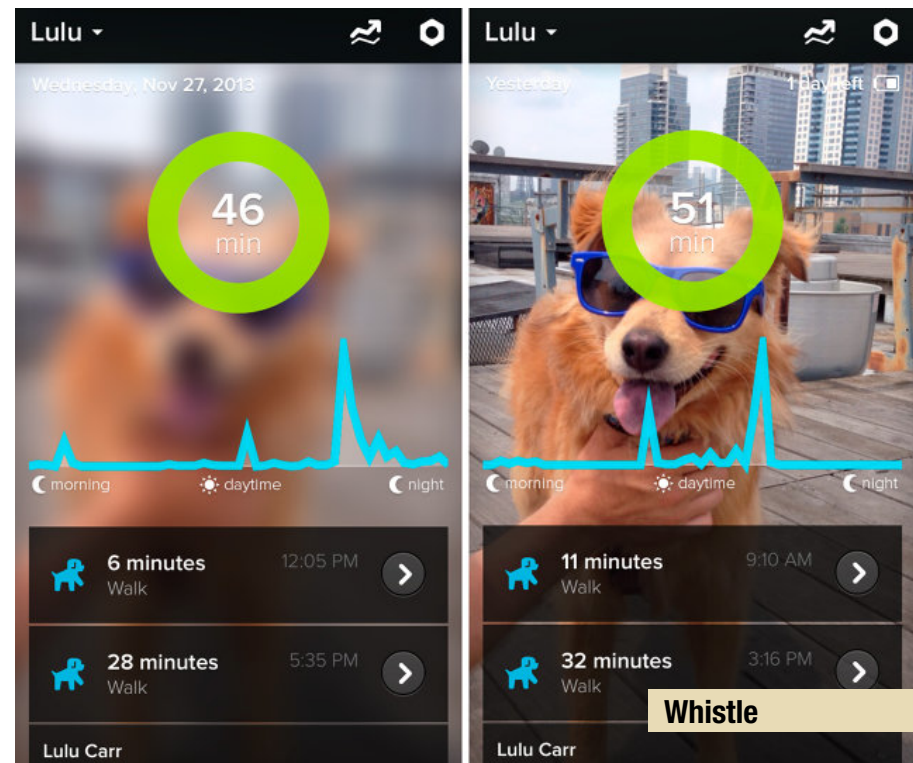 Lulu
Wednesday, Nov 27, 2013
46
min
morning
daytime
night
6 minutes
12:05 PM
Walk
28 minutes
5:35 PM
Walk
Lulu Carr
Lulu
Yesterday
1 day left
51
min
morning
daytime
night
11 minutes
9:10 AM
Walk
32 minutes
3:16 PM
Walk
Whistle
Lulu Carr